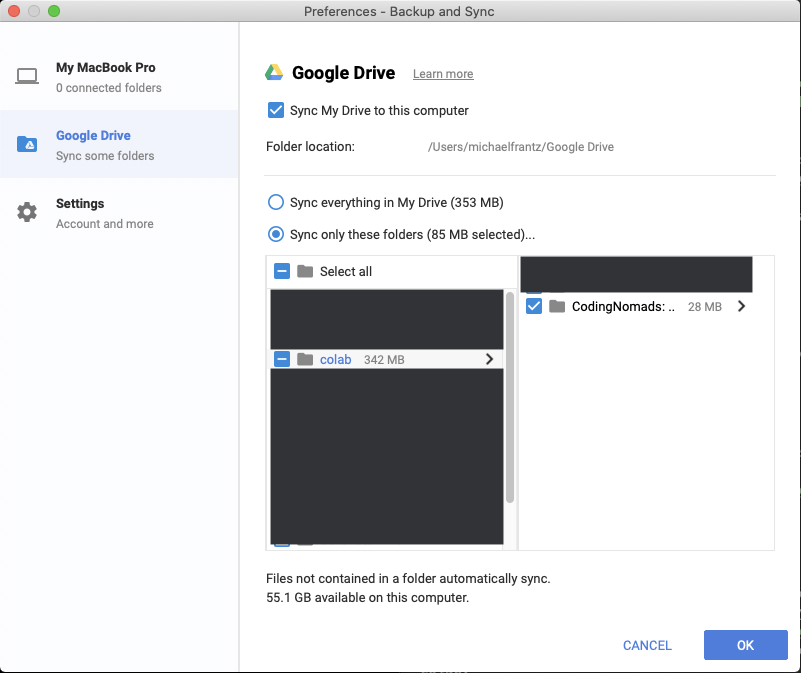 Preferences - Backup and Sync
My MacBook Pro
0 connected folders
Google Drive
Sync some folders
Settings
Account and more
Google Drive Learn more
Sync My Drive to this computer
Folder location: /Users/michaelfrantz/Google Drive
Sync everything in My Drive (353 MB)
Sync only these folders (85 MB selected)...
Select all
CodingNomads: .. 28 MB
colab 342 MB
Files not contained in a folder automatically sync.
55.1 GB available on this computer.
CANCEL OK